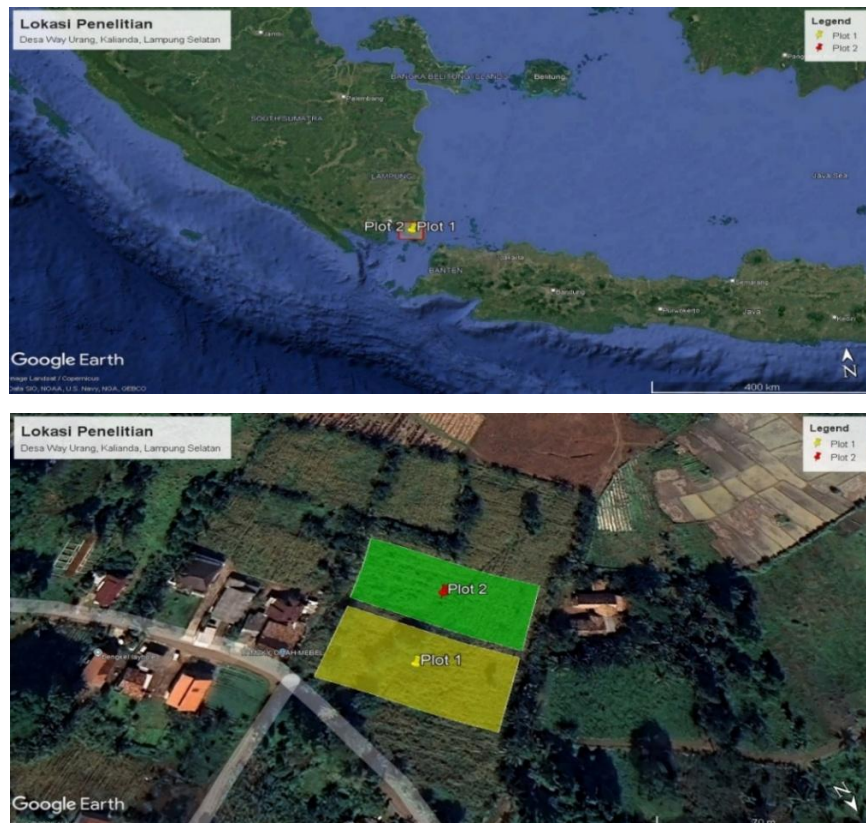 Lokasi Penelitian
Desa Way Urang, Kalianda, Lampung Selatan
Legend
Plot 1
Plot 2
Jambi
BANGKA BELITUNG ISLANDS
Belitung
Palembang
SOUTH SUMATRA
LAMPUNG
Java Sea
Plot 2 Plot 1
BANTEN
Jakarta
Bandung
Semarang
Purwokerto
Java
Google Earth
Image Landsat / Copernicus
Data SIO, NOAA, U.S. Navy, NGA, GEBCO
N
400 km
Lokasi Penelitian
Desa Way Urang, Kalianda, Lampung Selatan
Legend
Plot 1
Plot 2
Plot 2
Plot 1
Google Earth
N
70 m